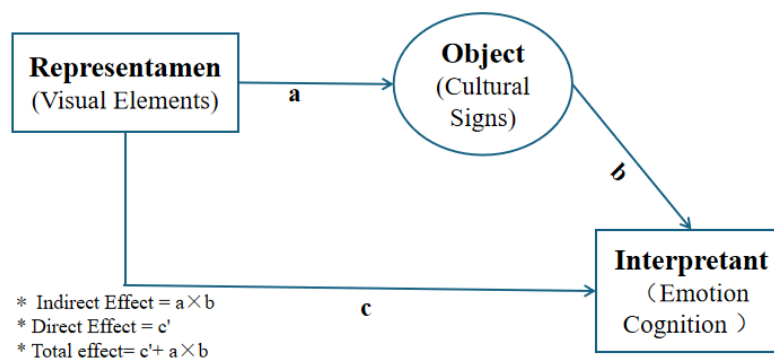 Representamen
(Visual Elements)
a
Object
(Cultural
Signs)
b
Interpretant
（Emotion
Cognition ）
c
* Indirect Effect = a×b
* Direct Effect = c'
* Total effect= c'+ a×b